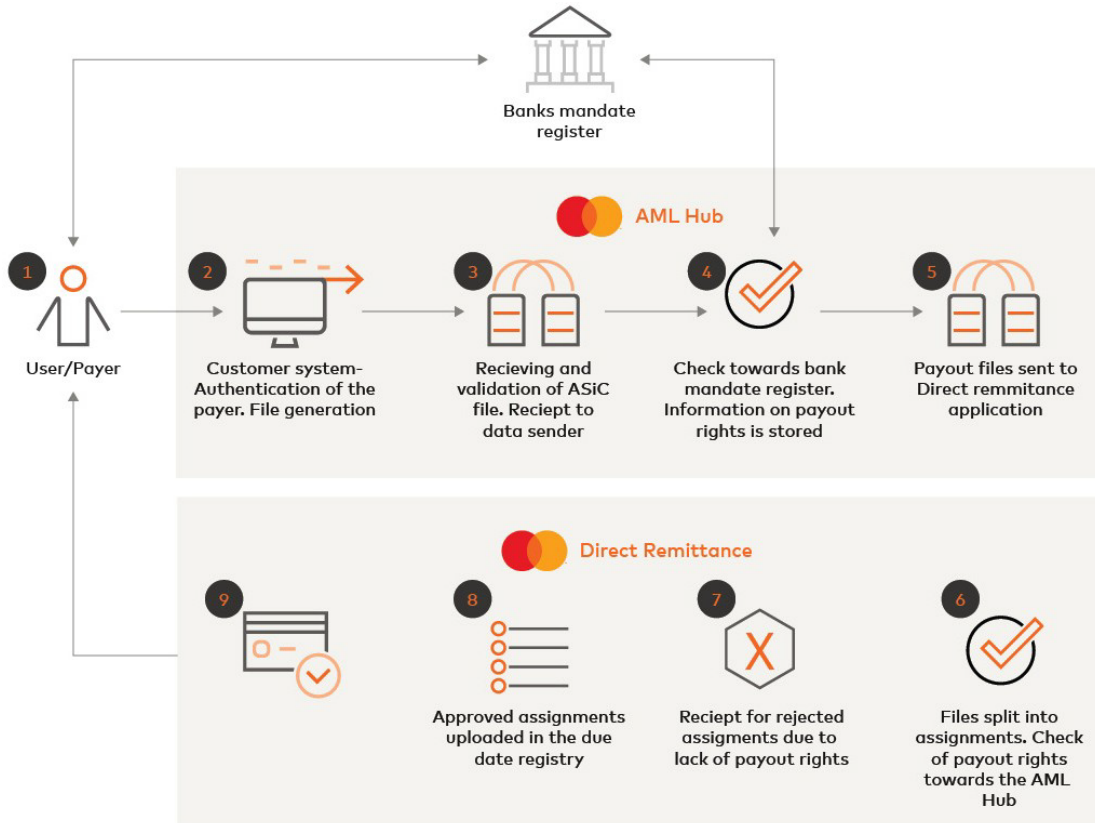 Banks mandate
register
AML Hub
1
2
3
4
5
User/Payer
Customer system-
Authentication of the
payer. File generation
Recieving and
validation of ASiC
file. Reciept to
data sender
Check towards bank
mandate register.
Information on payout
rights is stored
Payout files sent to
Direct remmitance
application
Direct Remittance
9
8
7
6
Approved assignments
uploaded in the due
date registry
Reciept for rejected
assigments due to
lack of payout rights
Files split into
assignments. Check
of payout rights
towards the AML
Hub
X